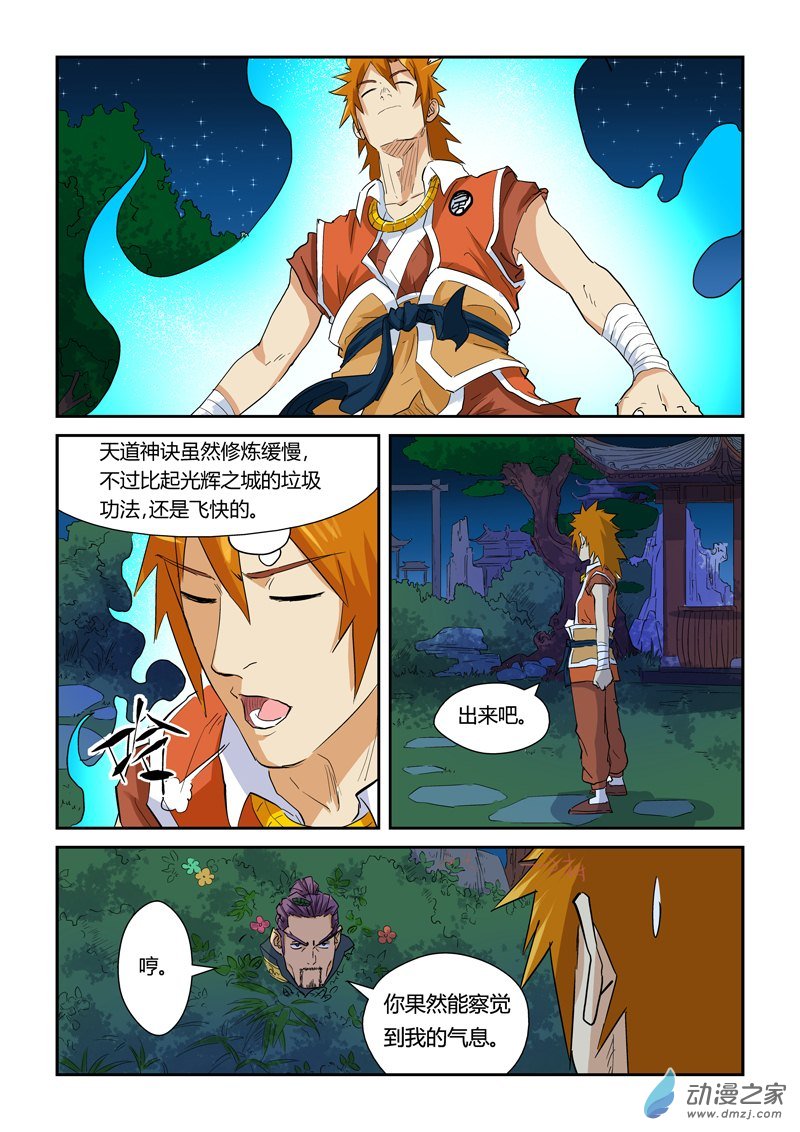 天道神诀虽然修炼缓慢，
不过比起光辉之城的垃圾
功法，还是飞快的。
出来吧。
哼。
你果然能察觉
到我的气息。
动漫之家
www.dmzj.com